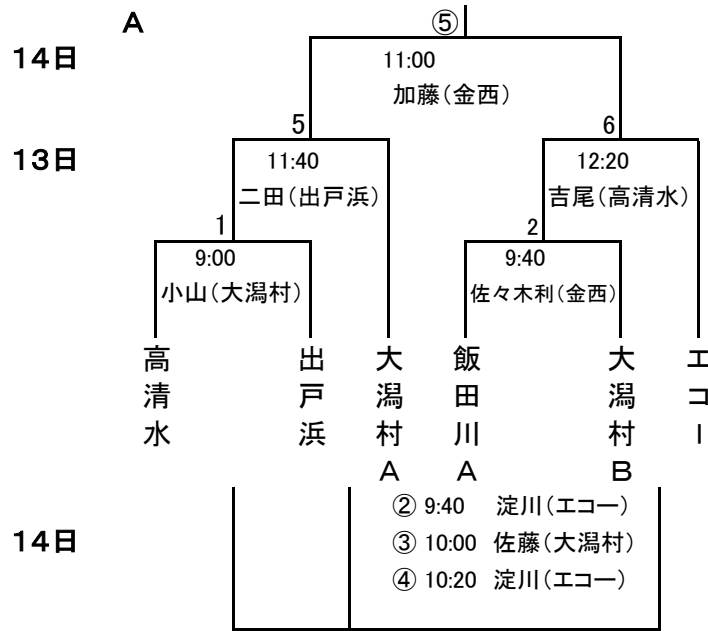 A
⑤
14日
11:00
加藤(金西)
5
6
13日
11:40
12:20
二田(出戸浜)
吉尾(高清水)
1
2
9:00
9:40
小山(大潟村)
佐々木利(金西)
高清水
出戸浜
大潟村A
飯田川A
大潟村B
エコー
② 9:40 淀川(エコー)
14日
③ 10:00 佐藤(大潟村)
④ 10:20 淀川(エコー)